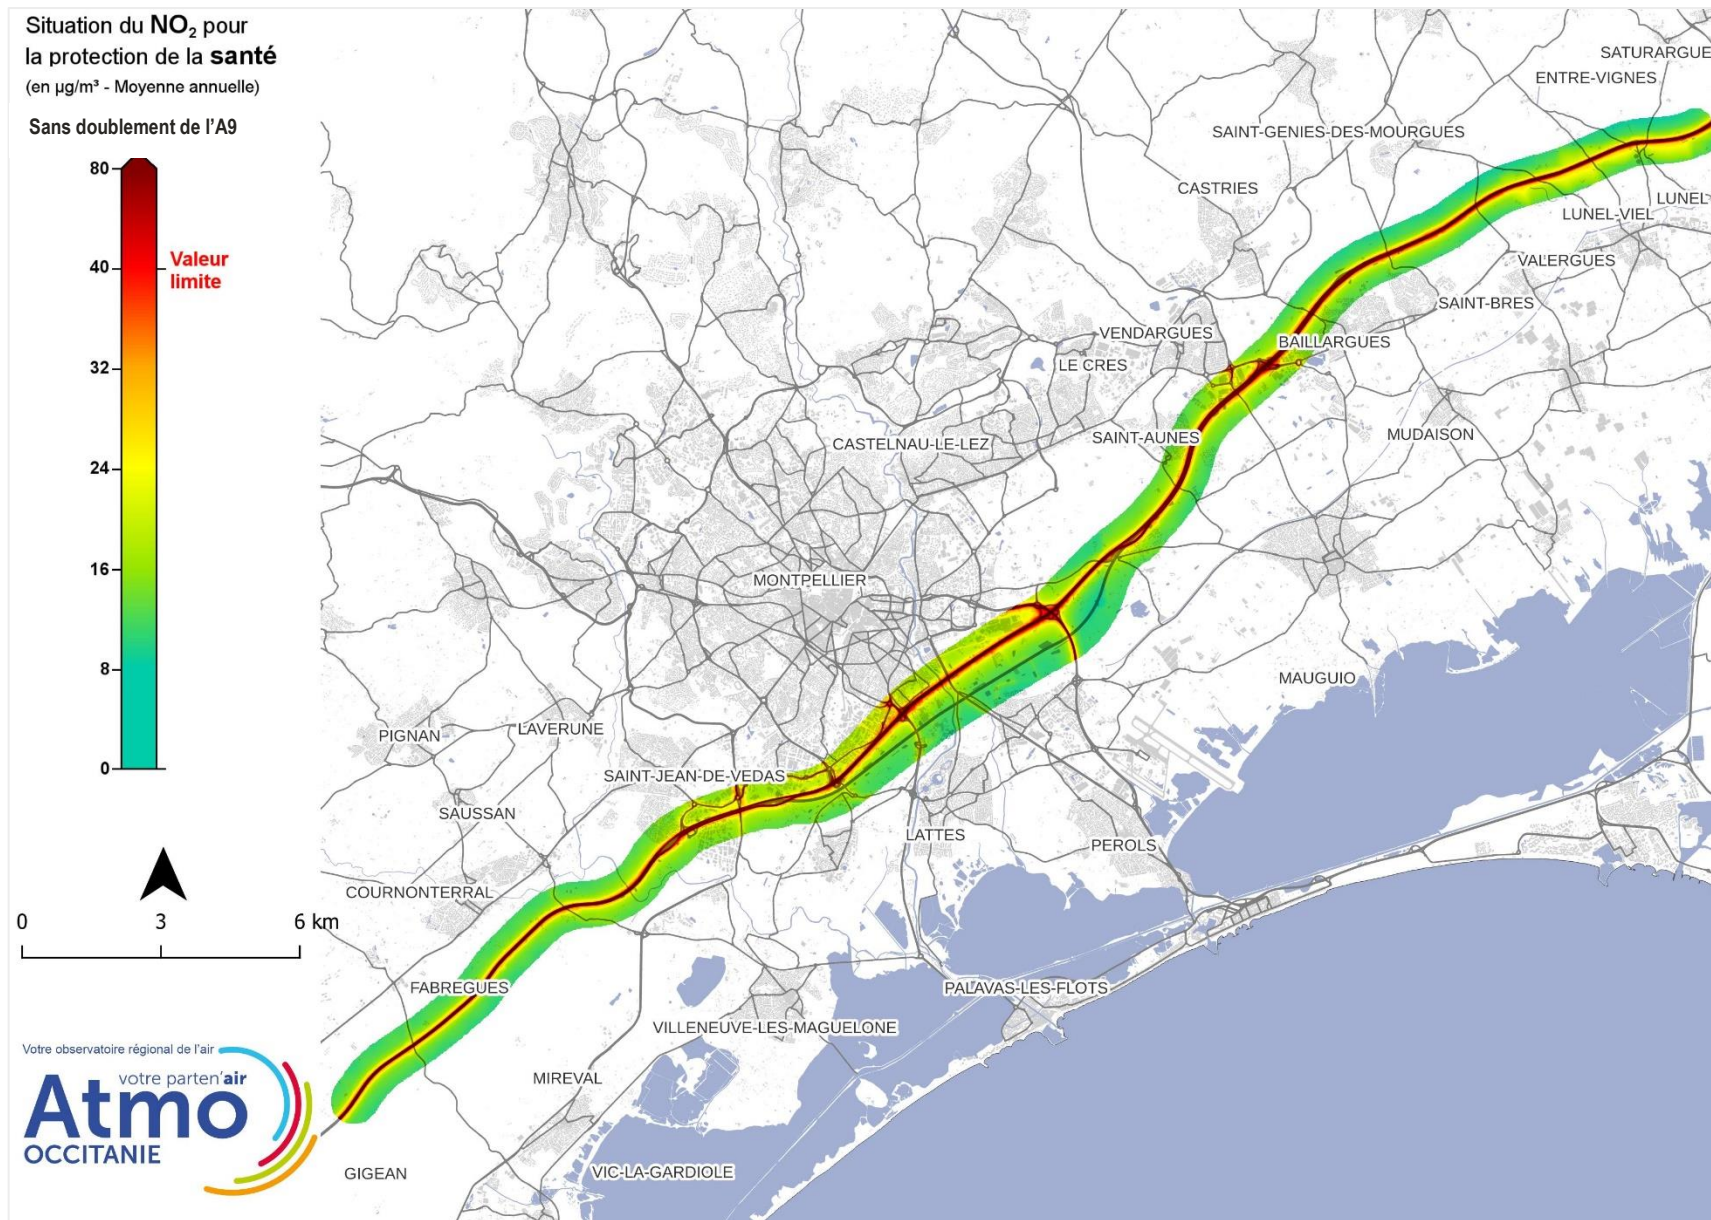 Situation du NO₂ pour
la protection de la santé
(en µg/m³ - Moyenne annuelle)
Sans doublement de l'A9
80
Valeur
limite
40
32
24
16
8
0
0 3 6 km
Votre observatoire régional de l'air
votre parten'air
Atmo
OCCITANIE
SATURARGUE
ENTRE-VIGNES
SAINT-GENIES-DES-MOURGUES
CASTRIES
LUNEL
LUNEL-VIEL
VALERGUES
SAINT-BRES
VENDARGUES
BAILLARGUES
LE CRES
CASTELNAU-LE-LEZ
SAINT-AUNES
MUDAISON
MONTPELLIER
MAUGUIO
LAVERUNE
PIGNAN
SAINT-JEAN-DE-VEDAS
SAUSSAN
LATTES
PEROLS
COURNONTERRAL
FABREGUES
PALAVAS-LES-FLOTS
VILLENEUVE-LES-MAGUELONE
MIREVAL
GIGEAN
VIC-LA-GARDIOLE